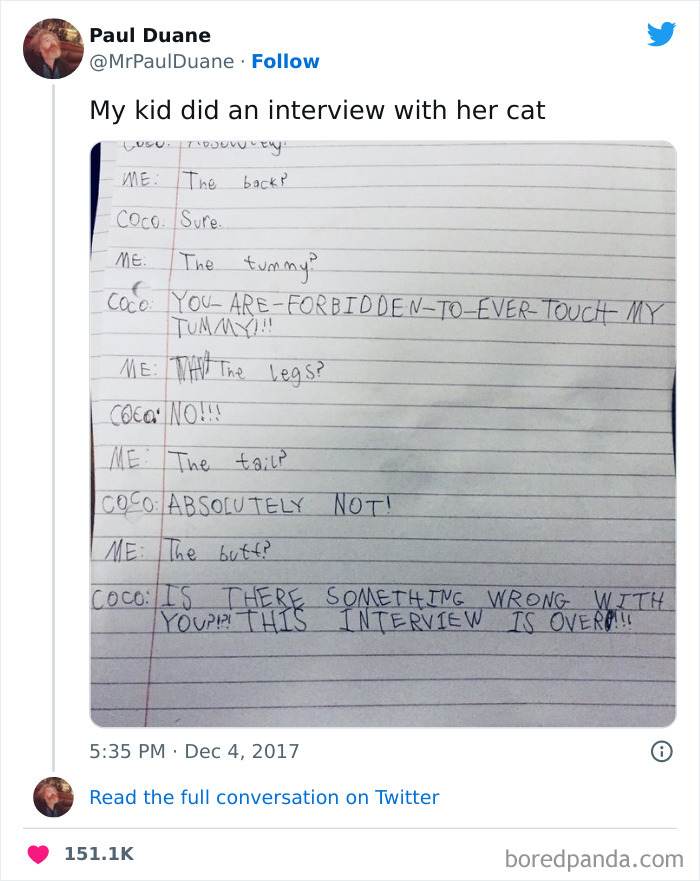 Paul Duane
@MrPaulDuane · Follow
My kid did an interview with her cat
COCO: Absolutely!
ME: The back?
COCO. Sure.
ME: The tummy?
COCO: YOU-ARE-FORBIDDEN-TO-EVER-TOUCH-MY
TUMMY!!!
ME: The legs?
COCO: NO!!!
ME: The tail?
COCO: ABSOLUTELY NOT!
ME: The butt?
COCO: IS THERE SOMETHING WRONG WITH
YOU?!?! THIS INTERVIEW IS OVER!!!
5:35 PM · Dec 4, 2017
Read the full conversation on Twitter
151.1K
boredpanda.com